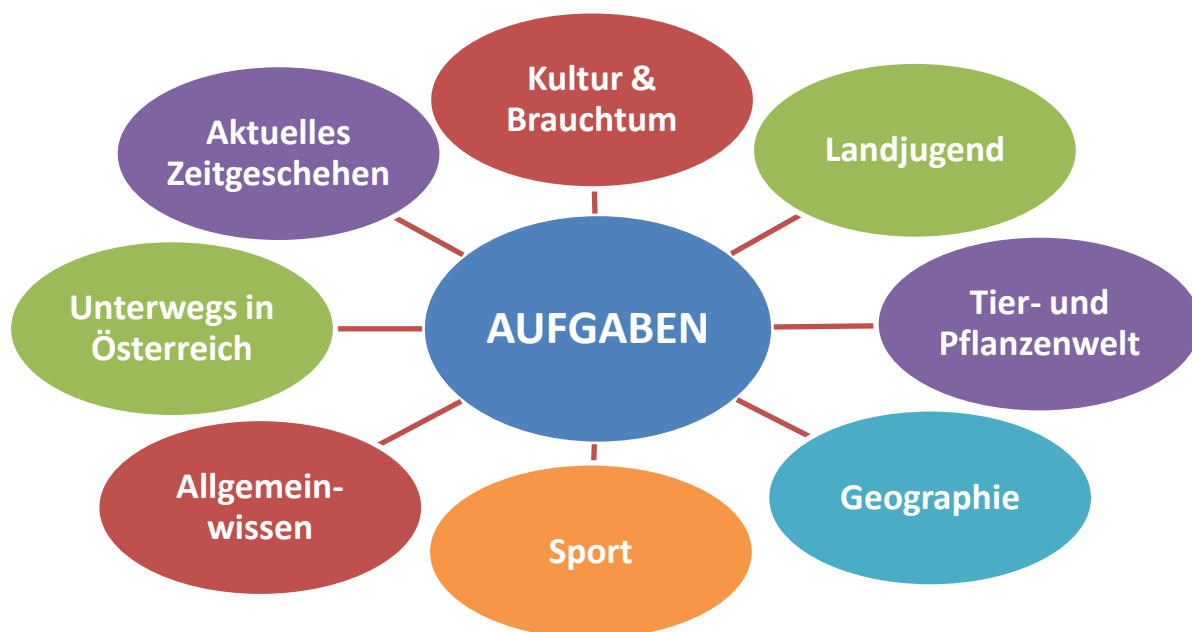 Kultur &
Brauchtum
Aktuelles
Zeitgeschehen
Landjugend
Unterwegs in
Österreich
AUFGABEN
Tier- und
Pflanzenwelt
Allgemein-
wissen
Sport
Geographie